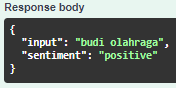 Response body
{
  "input": "budi olahraga",
  "sentiment": "positive"
}